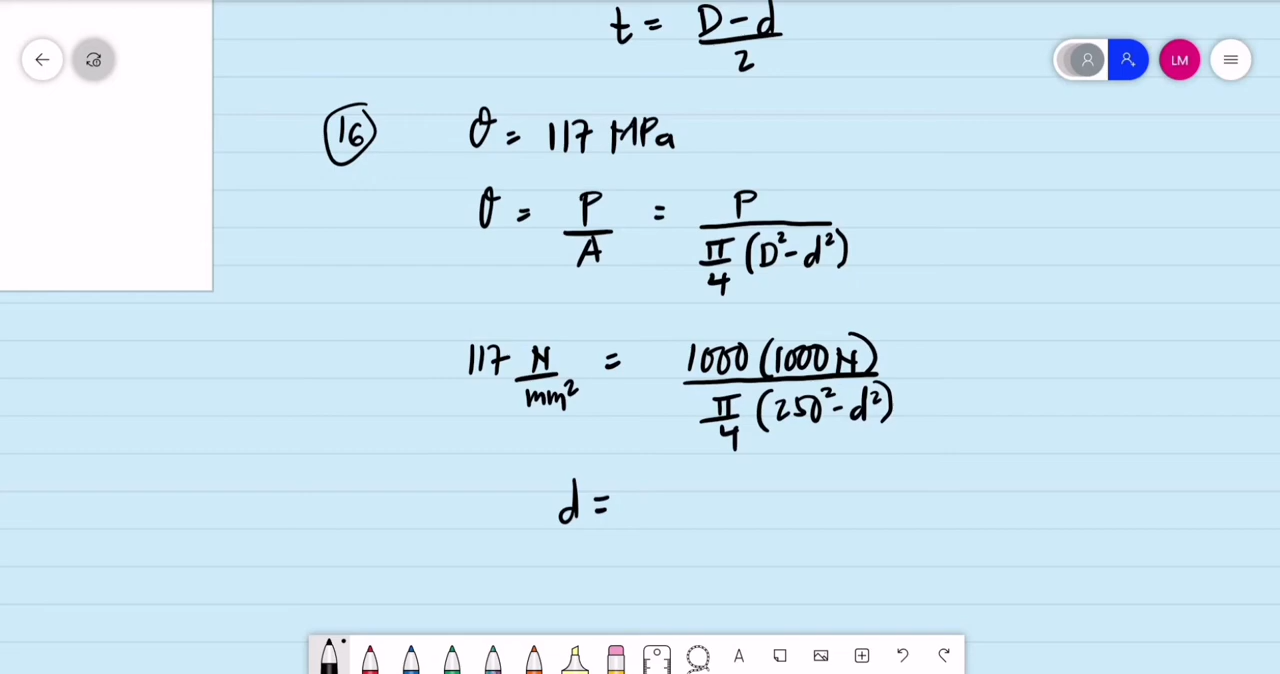 t = D - d / 2
LM
16 σ = 117 MPa
σ = P / A = P / π/4 (D² - d²)
117 N / mm² = 1000 (1000 N) / π/4 (250² - d²)
d =
A